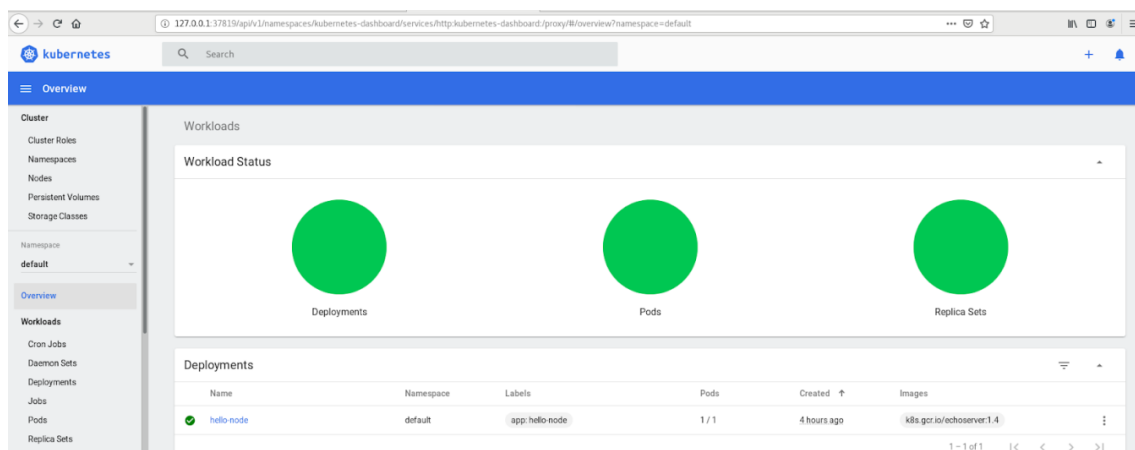 127.0.0.1:37819/api/v1/namespaces/kubernetes-dashboard/services/http:kubernetes-dashboard:/proxy/#/overview?namespace=default
kubernetes
Search
Overview
Cluster
Cluster Roles
Namespaces
Nodes
Persistent Volumes
Storage Classes
Namespace
default
Overview
Workloads
Cron Jobs
Daemon Sets
Deployments
Jobs
Pods
Replica Sets
Workloads
Workload Status
Deployments Pods Replica Sets
Deployments
Name Namespace Labels Pods Created Images
hello-node default app: hello-node 1 / 1 4 hours ago k8s.gcr.io/echoserver:1.4
1 – 1 of 1